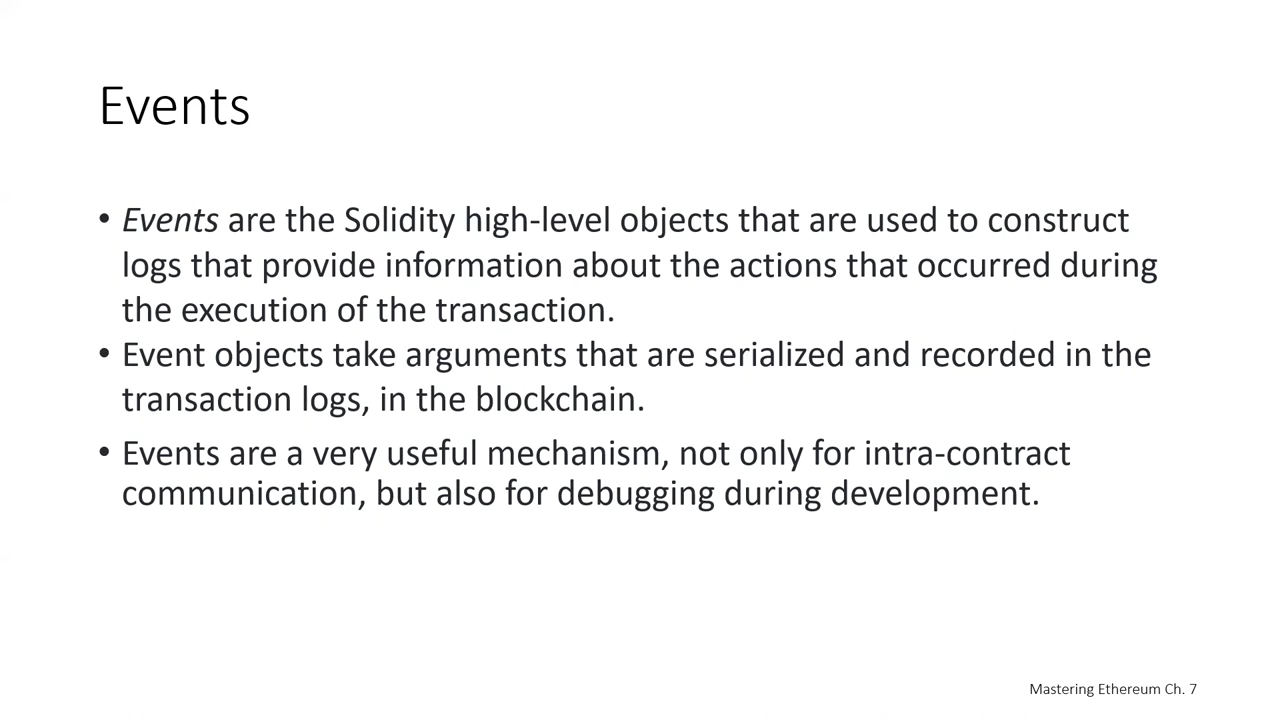 Events
• Events are the Solidity high-level objects that are used to construct
logs that provide information about the actions that occurred during
the execution of the transaction.
• Event objects take arguments that are serialized and recorded in the
transaction logs, in the blockchain.
• Events are a very useful mechanism, not only for intra-contract
communication, but also for debugging during development.
Mastering Ethereum Ch. 7